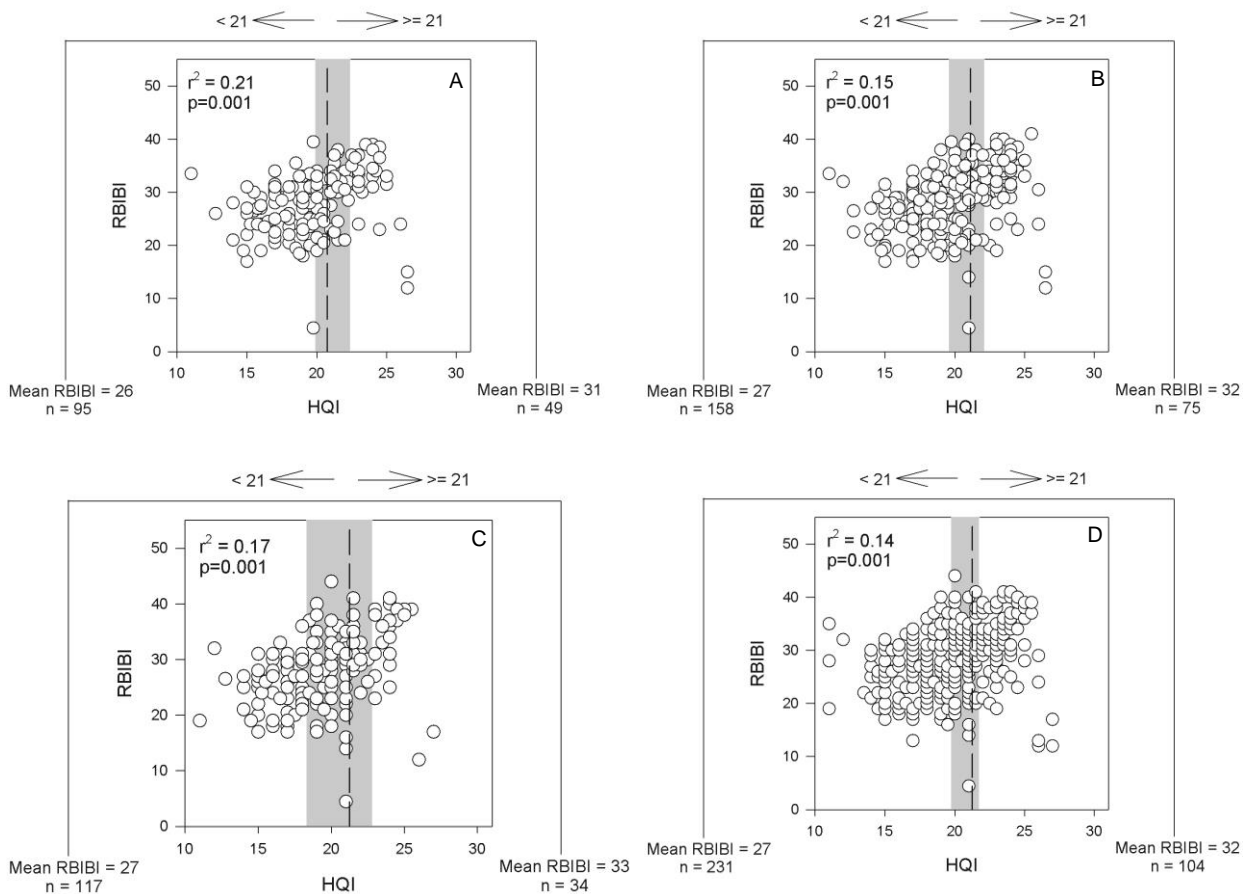 < 21 >= 21
r² = 0.21
p=0.001
A
RBIBI
50
40
30
20
10
0
10 15 20 25 30
HQI
Mean RBIBI = 26
n = 95
Mean RBIBI = 31
n = 49
< 21 >= 21
r² = 0.15
p=0.001
B
RBIBI
50
40
30
20
10
0
10 15 20 25 30
HQI
Mean RBIBI = 27
n = 158
Mean RBIBI = 32
n = 75
< 21 >= 21
r² = 0.17
p=0.001
C
RBIBI
50
40
30
20
10
0
10 15 20 25 30
HQI
Mean RBIBI = 27
n = 117
Mean RBIBI = 33
n = 34
< 21 >= 21
r² = 0.14
p=0.001
D
RBIBI
50
40
30
20
10
0
10 15 20 25 30
HQI
Mean RBIBI = 27
n = 231
Mean RBIBI = 32
n = 104